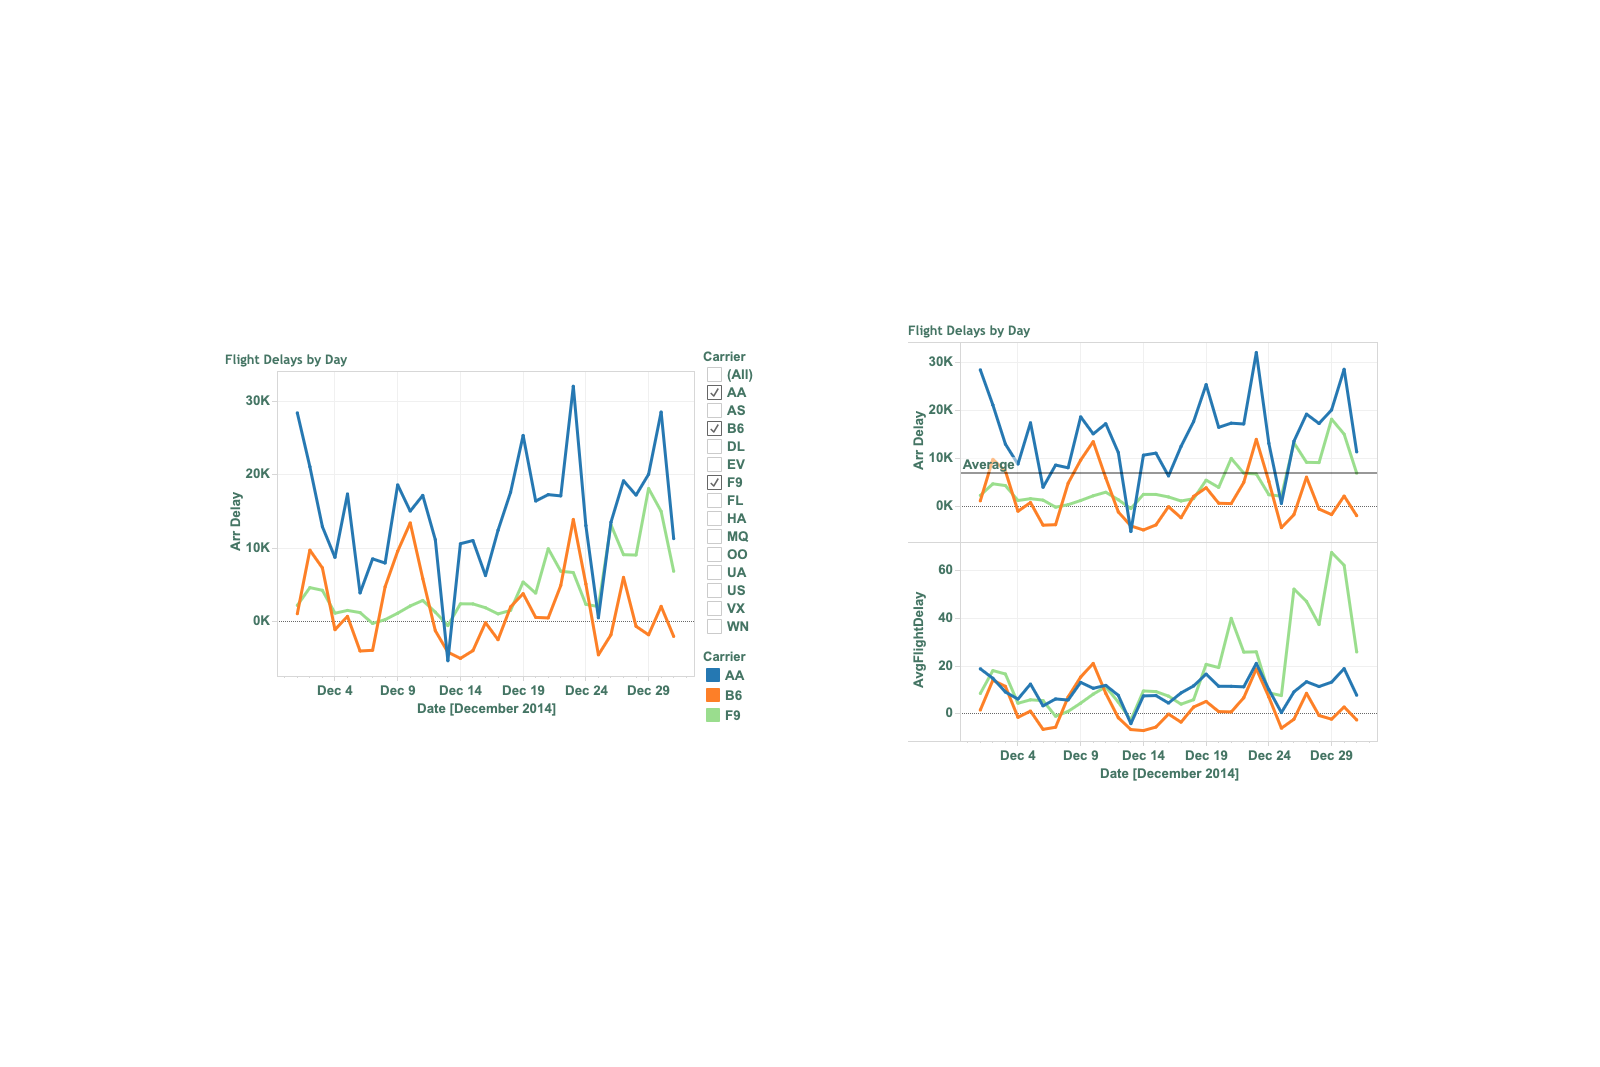 Flight Delays by Day
30K
20K
10K
0K
Arr Delay
Dec 4 Dec 9 Dec 14 Dec 19 Dec 24 Dec 29
Date [December 2014]
Carrier
(All)
AA
AS
B6
DL
EV
F9
FL
HA
MQ
OO
UA
US
VX
WN
Carrier
AA
B6
F9
Flight Delays by Day
30K
20K
10K
0K
Arr Delay
Average
60
40
20
0
AvgFlightDelay
Dec 4 Dec 9 Dec 14 Dec 19 Dec 24 Dec 29
Date [December 2014]